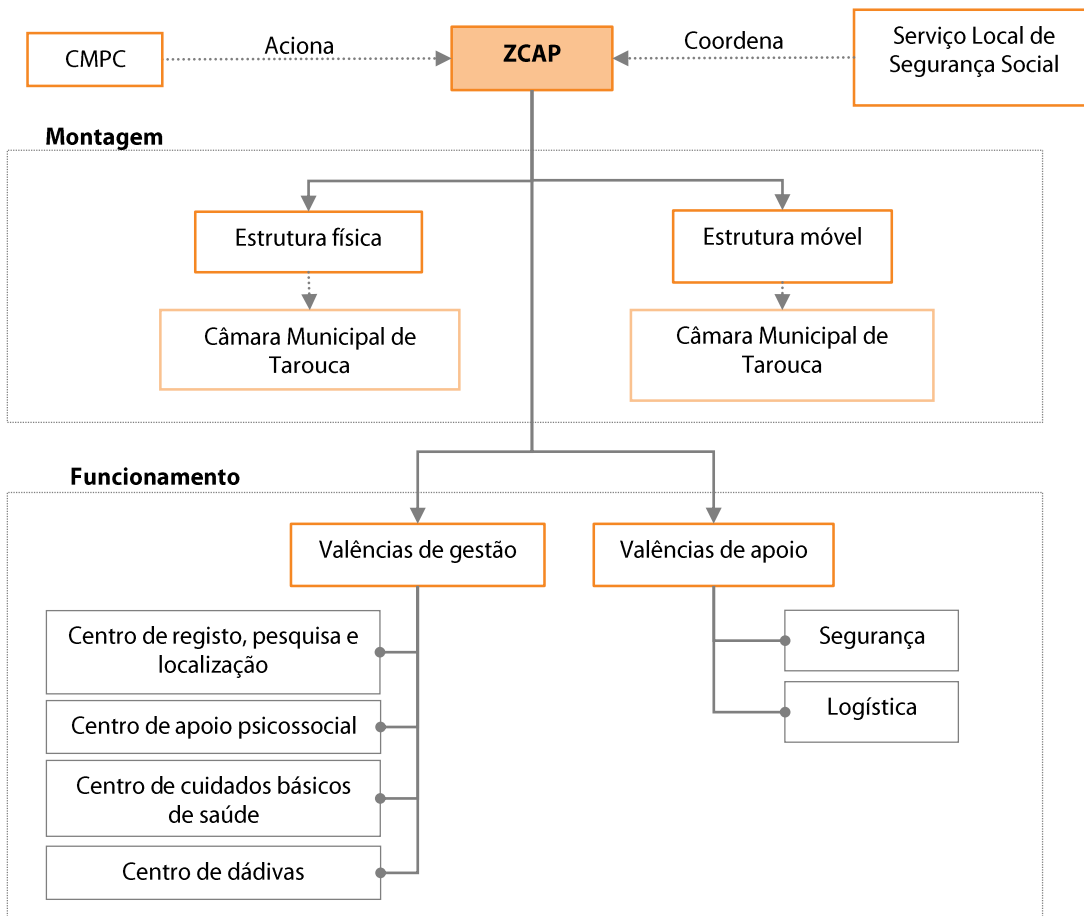 CMPC
Aciona
ZCAP
Coordena
Serviço Local de
Segurança Social
Montagem
Estrutura física
Estrutura móvel
Câmara Municipal de
Tarouca
Câmara Municipal de
Tarouca
Funcionamento
Valências de gestão
Valências de apoio
Centro de registo, pesquisa e
localização
Centro de apoio psicossocial
Centro de cuidados básicos
de saúde
Centro de dádivas
Segurança
Logística